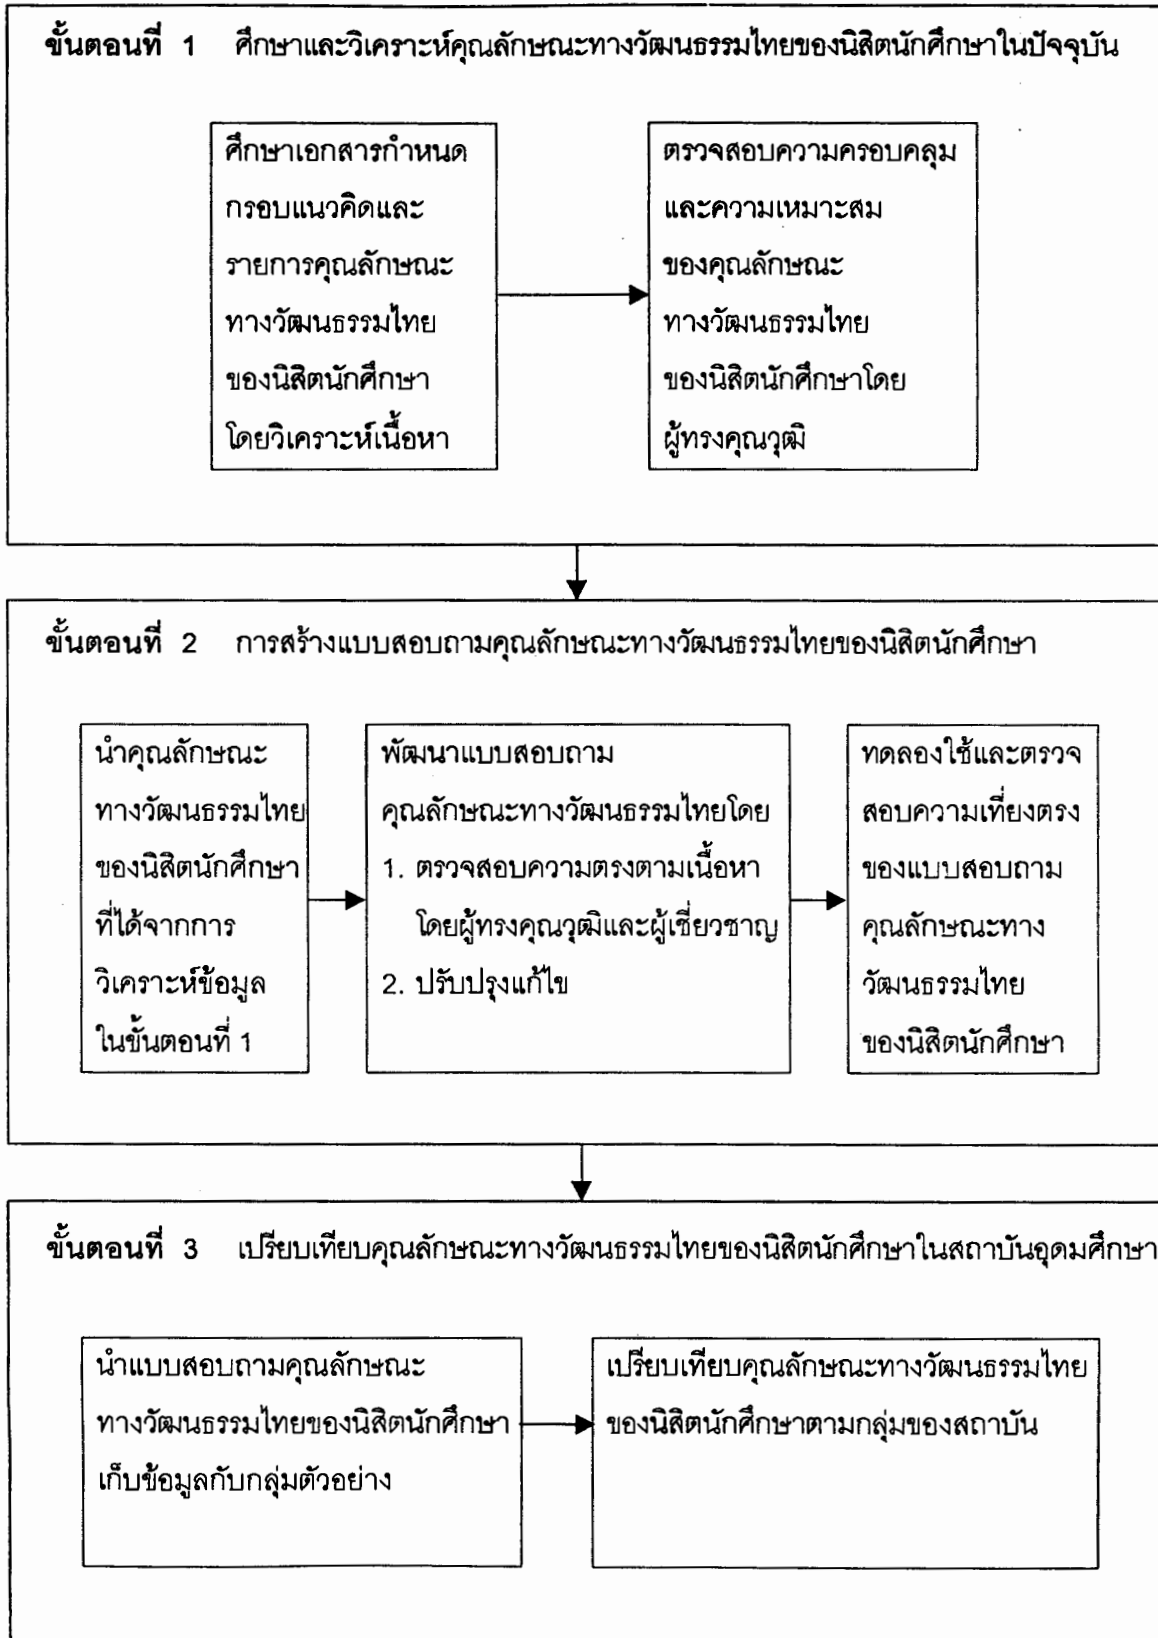 ขั้นตอนที่ 1 ศึกษาและวิเคราะห์คุณลักษณะทางวัฒนธรรมไทยของนิสิตนักศึกษาในปัจจุบัน
ศึกษาเอกสารกำหนด
กรอบแนวคิดและ
รายการคุณลักษณะ
ทางวัฒนธรรมไทย
ของนิสิตนักศึกษา
โดยวิเคราะห์เนื้อหา
ตรวจสอบความครอบคลุม
และความเหมาะสม
ของคุณลักษณะ
ทางวัฒนธรรมไทย
ของนิสิตนักศึกษาโดย
ผู้ทรงคุณวุฒิ
ขั้นตอนที่ 2 การสร้างแบบสอบถามคุณลักษณะทางวัฒนธรรมไทยของนิสิตนักศึกษา
นำคุณลักษณะ
ทางวัฒนธรรมไทย
ของนิสิตนักศึกษา
ที่ได้จากการ
วิเคราะห์ข้อมูล
ในขั้นตอนที่ 1
พัฒนาแบบสอบถาม
คุณลักษณะทางวัฒนธรรมไทยโดย
1. ตรวจสอบความตรงตามเนื้อหา
โดยผู้ทรงคุณวุฒิและผู้เชี่ยวชาญ
2. ปรับปรุงแก้ไข
ทดลองใช้และตรวจ
สอบความเที่ยงตรง
ของแบบสอบถาม
คุณลักษณะทาง
วัฒนธรรมไทย
ของนิสิตนักศึกษา
ขั้นตอนที่ 3 เปรียบเทียบคุณลักษณะทางวัฒนธรรมไทยของนิสิตนักศึกษาในสถาบันอุดมศึกษา
นำแบบสอบถามคุณลักษณะ
ทางวัฒนธรรมไทยของนิสิตนักศึกษา
เก็บข้อมูลกับกลุ่มตัวอย่าง
เปรียบเทียบคุณลักษณะทางวัฒนธรรมไทย
ของนิสิตนักศึกษาตามกลุ่มของสถาบัน